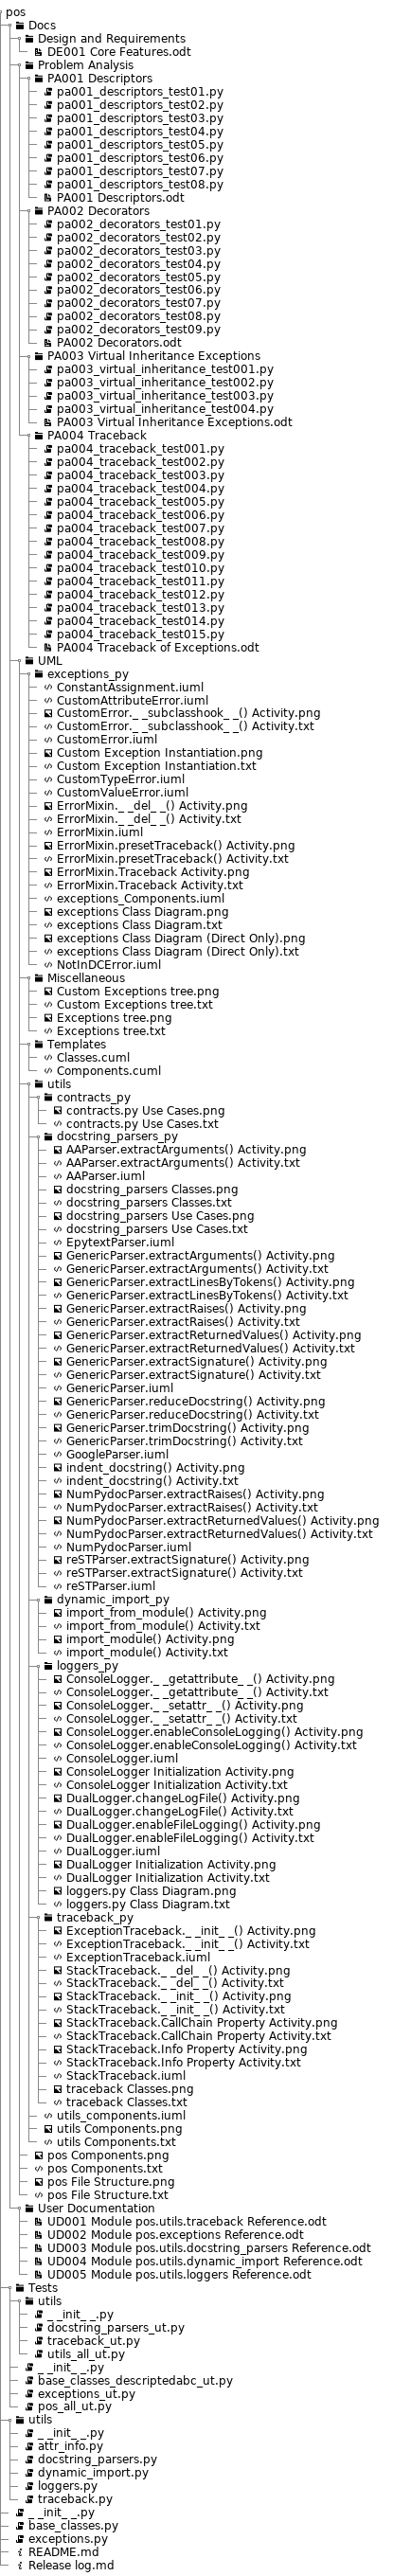 pos
Docs
Design and Requirements
DE001 Core Features.odt
Problem Analysis
PA001 Descriptors
pa001_descriptors_test01.py
pa001_descriptors_test02.py
pa001_descriptors_test03.py
pa001_descriptors_test04.py
pa001_descriptors_test05.py
pa001_descriptors_test06.py
pa001_descriptors_test07.py
pa001_descriptors_test08.py
PA001 Descriptors.odt
PA002 Decorators
pa002_decorators_test01.py
pa002_decorators_test02.py
pa002_decorators_test03.py
pa002_decorators_test04.py
pa002_decorators_test05.py
pa002_decorators_test06.py
pa002_decorators_test07.py
pa002_decorators_test08.py
pa002_decorators_test09.py
PA002 Decorators.odt
PA003 Virtual Inheritance Exceptions
pa003_virtual_inheritance_test001.py
pa003_virtual_inheritance_test002.py
pa003_virtual_inheritance_test003.py
pa003_virtual_inheritance_test004.py
PA003 Virtual Inheritance Exceptions.odt
PA004 Traceback
pa004_traceback_test001.py
pa004_traceback_test002.py
pa004_traceback_test003.py
pa004_traceback_test004.py
pa004_traceback_test005.py
pa004_traceback_test006.py
pa004_traceback_test007.py
pa004_traceback_test008.py
pa004_traceback_test009.py
pa004_traceback_test010.py
pa004_traceback_test011.py
pa004_traceback_test012.py
pa004_traceback_test013.py
pa004_traceback_test014.py
pa004_traceback_test015.py
PA004 Traceback of Exceptions.odt
UML
exceptions_py
ConstantAssignment.iuml
CustomAttributeError.iuml
CustomError._ _subclasshook_ _() Activity.png
CustomError._ _subclasshook_ _() Activity.txt
CustomError.iuml
Custom Exception Instantiation.png
Custom Exception Instantiation.txt
CustomTypeError.iuml
CustomValueError.iuml
ErrorMixin._ _del_ _() Activity.png
ErrorMixin._ _del_ _() Activity.txt
ErrorMixin.iuml
ErrorMixin.presetTraceback() Activity.png
ErrorMixin.presetTraceback() Activity.txt
ErrorMixin.Traceback Activity.png
ErrorMixin.Traceback Activity.txt
exceptions_Components.iuml
exceptions Class Diagram.png
exceptions Class Diagram.txt
exceptions Class Diagram (Direct Only).png
exceptions Class Diagram (Direct Only).txt
NotInDCError.iuml
Miscellaneous
Custom Exceptions tree.png
Custom Exceptions tree.txt
Exceptions tree.png
Exceptions tree.txt
Templates
Classes.cuml
Components.cuml
utils
contracts_py
contracts.py Use Cases.png
contracts.py Use Cases.txt
docstring_parsers_py
AAParser.extractArguments() Activity.png
AAParser.extractArguments() Activity.txt
AAParser.iuml
docstring_parsers Classes.png
docstring_parsers Classes.txt
docstring_parsers Use Cases.png
docstring_parsers Use Cases.txt
EpytextParser.iuml
GenericParser.extractArguments() Activity.png
GenericParser.extractArguments() Activity.txt
GenericParser.extractLinesByTokens() Activity.png
GenericParser.extractLinesByTokens() Activity.txt
GenericParser.extractRaises() Activity.png
GenericParser.extractRaises() Activity.txt
GenericParser.extractReturnedValues() Activity.png
GenericParser.extractReturnedValues() Activity.txt
GenericParser.extractSignature() Activity.png
GenericParser.extractSignature() Activity.txt
GenericParser.iuml
GenericParser.reduceDocstring() Activity.png
GenericParser.reduceDocstring() Activity.txt
GenericParser.trimDocstring() Activity.png
GenericParser.trimDocstring() Activity.txt
GoogleParser.iuml
indent_docstring() Activity.png
indent_docstring() Activity.txt
NumPydocParser.extractRaises() Activity.png
NumPydocParser.extractRaises() Activity.txt
NumPydocParser.extractReturnedValues() Activity.png
NumPydocParser.extractReturnedValues() Activity.txt
NumPydocParser.iuml
reSTParser.extractSignature() Activity.png
reSTParser.extractSignature() Activity.txt
reSTParser.iuml
dynamic_import_py
import_from_module() Activity.png
import_from_module() Activity.txt
import_module() Activity.png
import_module() Activity.txt
loggers_py
ConsoleLogger._ _getattribute_ _() Activity.png
ConsoleLogger._ _getattribute_ _() Activity.txt
ConsoleLogger._ _setattr_ _() Activity.png
ConsoleLogger._ _setattr_ _() Activity.txt
ConsoleLogger.enableConsoleLogging() Activity.png
ConsoleLogger.enableConsoleLogging() Activity.txt
ConsoleLogger.iuml
ConsoleLogger Initialization Activity.png
ConsoleLogger Initialization Activity.txt
DualLogger.changeLogFile() Activity.png
DualLogger.changeLogFile() Activity.txt
DualLogger.enableFileLogging() Activity.png
DualLogger.enableFileLogging() Activity.txt
DualLogger.iuml
DualLogger Initialization Activity.png
DualLogger Initialization Activity.txt
loggers.py Class Diagram.png
loggers.py Class Diagram.txt
traceback_py
ExceptionTraceback._ _init_ _() Activity.png
ExceptionTraceback._ _init_ _() Activity.txt
ExceptionTraceback.iuml
StackTraceback._ _del_ _() Activity.png
StackTraceback._ _del_ _() Activity.txt
StackTraceback._ _init_ _() Activity.png
StackTraceback._ _init_ _() Activity.txt
StackTraceback.CallChain Property Activity.png
StackTraceback.CallChain Property Activity.txt
StackTraceback.Info Property Activity.png
StackTraceback.Info Property Activity.txt
StackTraceback.iuml
traceback Classes.png
traceback Classes.txt
utils_components.iuml
utils Components.png
utils Components.txt
pos Components.png
pos Components.txt
pos File Structure.png
pos File Structure.txt
User Documentation
UD001 Module pos.utils.traceback Reference.odt
UD002 Module pos.exceptions Reference.odt
UD003 Module pos.utils.docstring_parsers Reference.odt
UD004 Module pos.utils.dynamic_import Reference.odt
UD005 Module pos.utils.loggers Reference.odt
Tests
utils
_ _init_ _.py
docstring_parsers_ut.py
traceback_ut.py
utils_all_ut.py
_ _init_ _.py
base_classes_descriptedabc_ut.py
exceptions_ut.py
pos_all_ut.py
utils
_ _init_ _.py
attr_info.py
docstring_parsers.py
dynamic_import.py
loggers.py
traceback.py
_ _init_ _.py
base_classes.py
exceptions.py
README.md
Release log.md